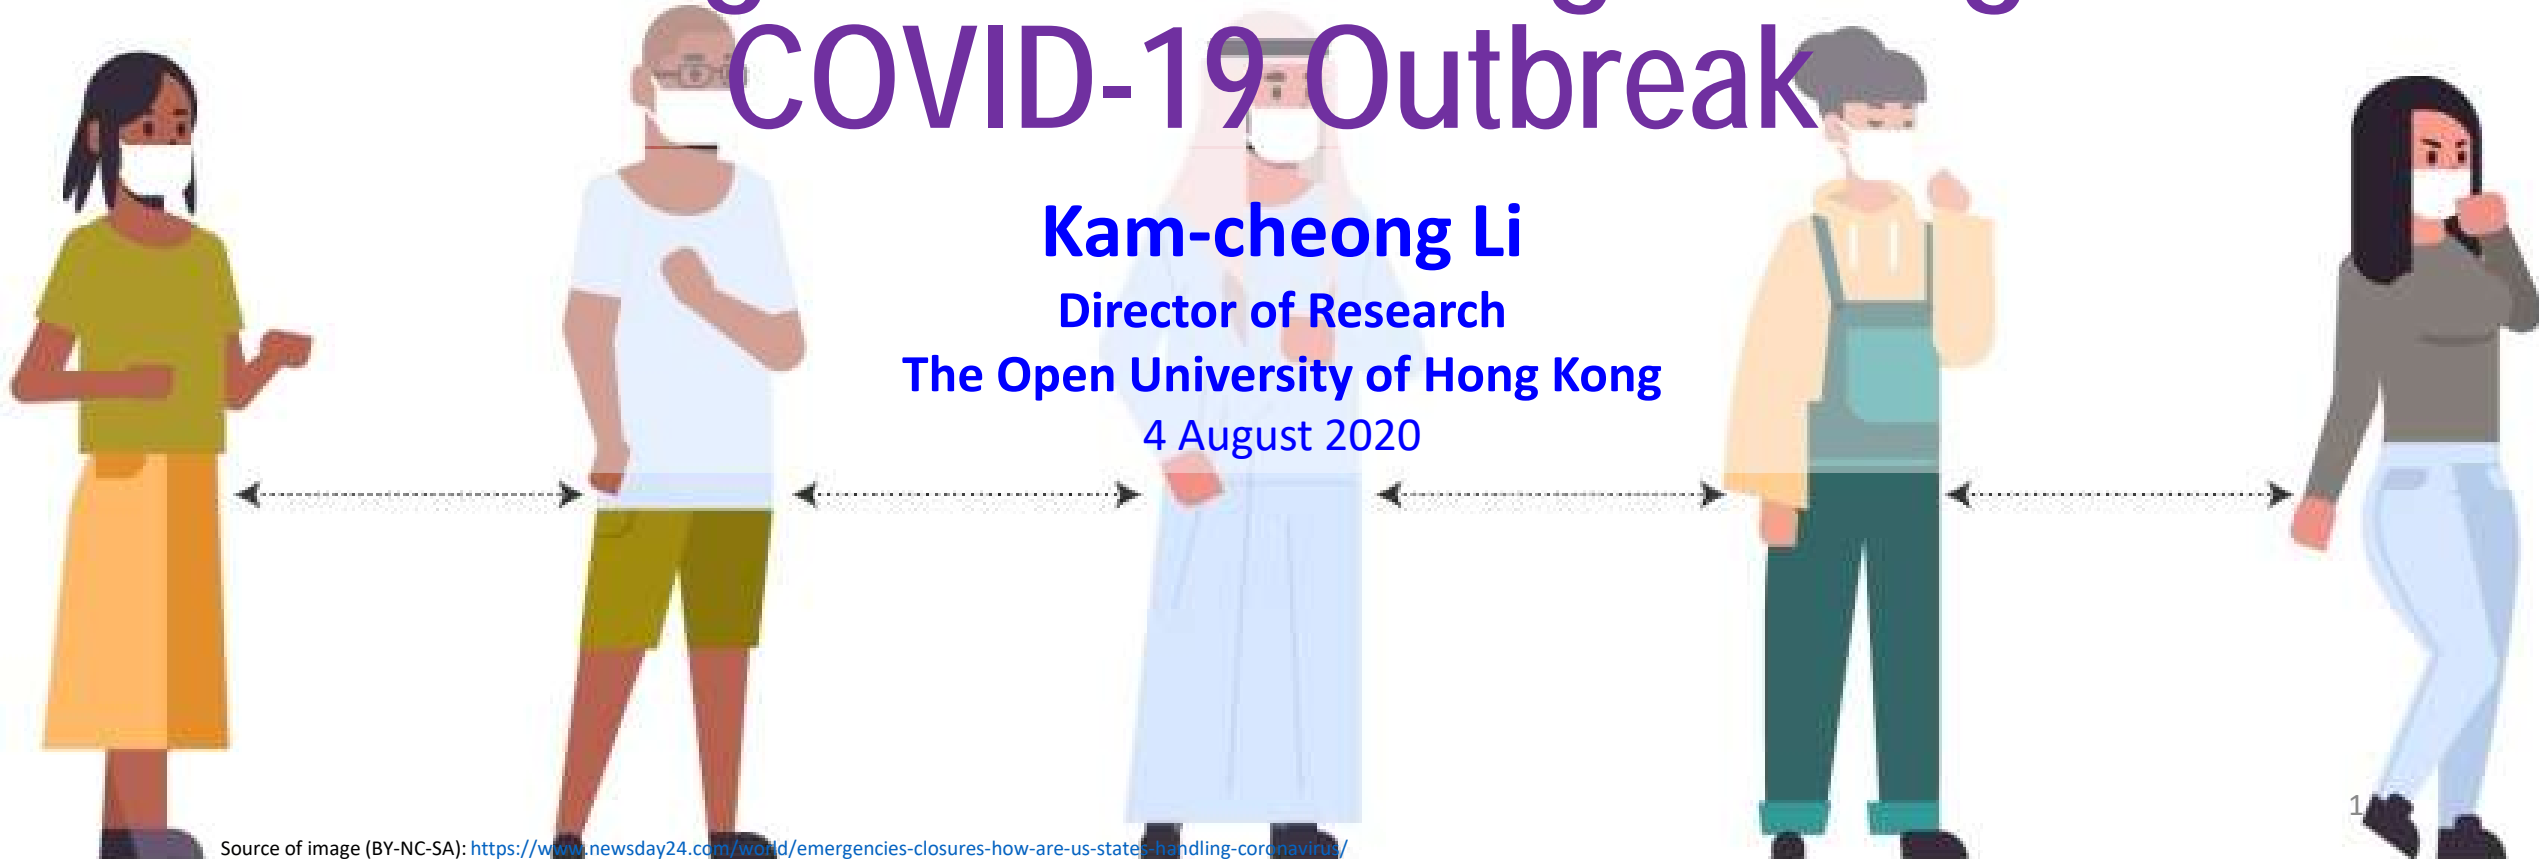 COVID-19 Outbreak
Kam-cheong Li
Director of Research
The Open University of Hong Kong
4 August 2020
1
Source of image (BY-NC-SA): https://www.newsday24.com/world/emergencies-closures-how-are-us-states-handling-coronavirus/